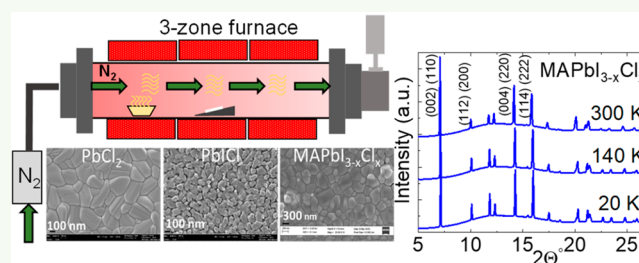 3-zone furnace
N₂
N₂
PbCl₂
100 nm
PbICl
100 nm
MAPbI₃₋ₓClₓ
300 nm
Intensity (a.u.)
(002) (110)
(112) (200)
(004) (220)
(114) (222)
MAPbI₃₋ₓCl
300 K
140 K
20 K
5 10 15 20 25
2Θ°